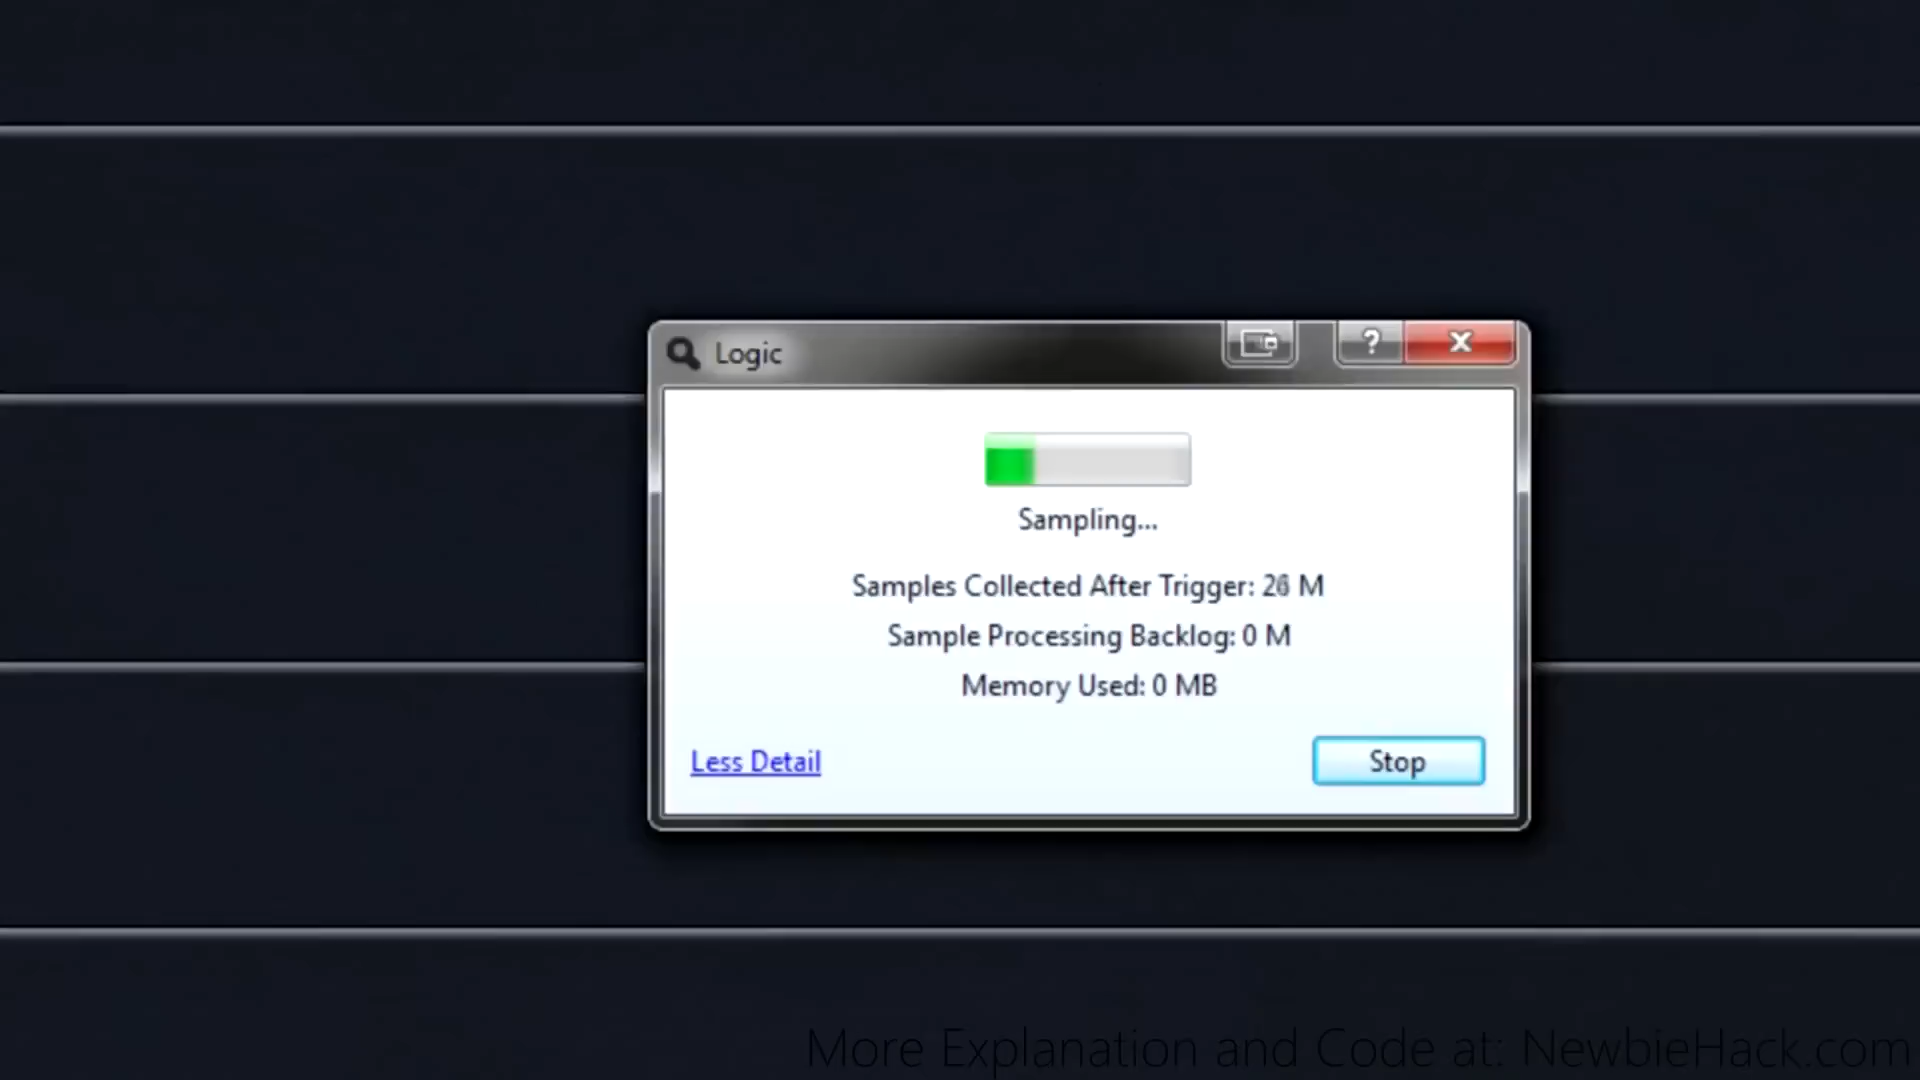 Logic
?
Sampling...
Samples Collected After Trigger: M
Sample Processing Backlog: 0 M
Memory Used: 0 MB
Less Detail
Stop
More Explanation and Code at: NewbieHack.com